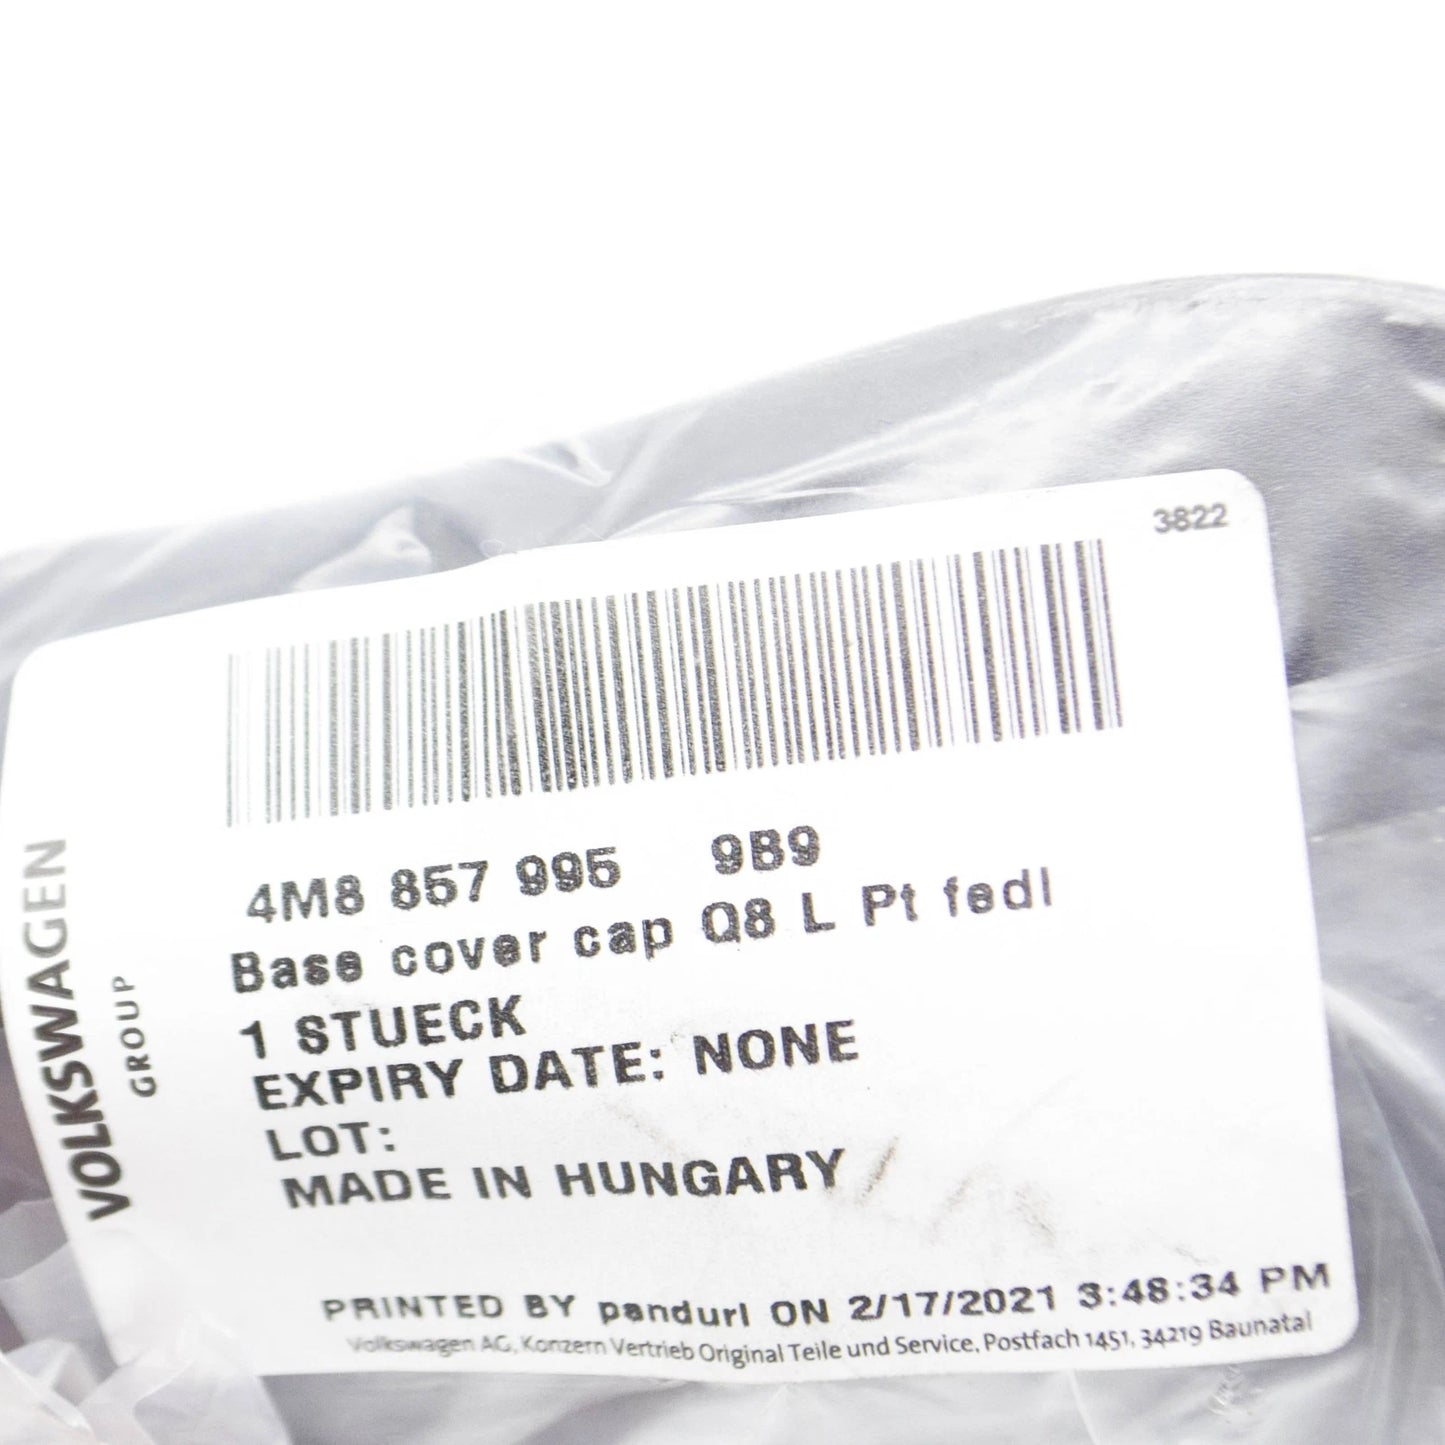 3822
4M8 857 995 9B9
Base cover cap Q8 L Pt fedl
1 STUECK
EXPIRY DATE: NONE
LOT:
MADE IN HUNGARY
PRINTED BY pandurl ON 2/17/2021 3:48:34 PM
Volkswagen AG, Konzern Vertrieb Original Teile und Service, Postfach 1451, 34219 Baunatal
VOLKSWAGEN
GROUP